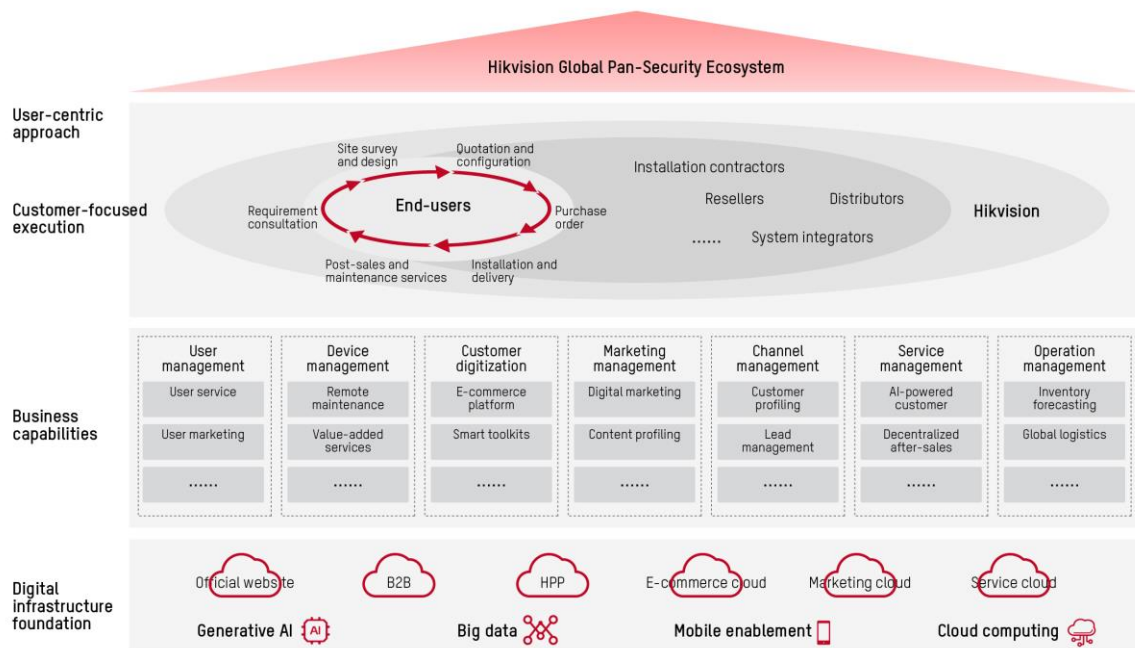 Hikvision Global Pan-Security Ecosystem
User-centric
approach
Customer-focused
execution
Site survey
and design
Quotation and
configuration
Requirement
consultation
End-users
Purchase
order
Post-sales and
maintenance services
Installation and
delivery
Installation contractors
Resellers
Distributors
......
System integrators
Hikvision
Business
capabilities
User
management
User service
User marketing
......
Device
management
Remote
maintenance
Value-added
services
......
Customer
digitization
E-commerce
platform
Smart toolkits
......
Marketing
management
Digital marketing
Content profiling
......
Channel
management
Customer
profiling
Lead
management
......
Service
management
AI-powered
customer
Decentralized
after-sales
......
Operation
management
Inventory
forecasting
Global logistics
......
Digital
infrastructure
foundation
Official website
B2B
HPP
E-commerce cloud
Marketing cloud
Service cloud
Generative AI
AI
Big data
Mobile enablement
Cloud computing